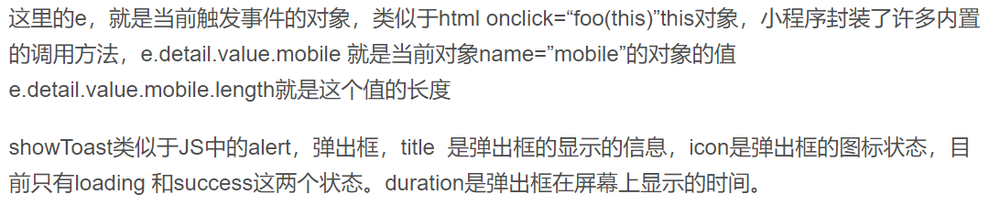 这里的e，就是当前触发事件的对象，类似于html onclick=“foo(this)”this对象，小程序封装了许多内置
的调用方法，e.detail.value.mobile 就是当前对象name=”mobile”的对象的值
e.detail.value.mobile.length就是这个值的长度
showToast类似于JS中的alert，弹出框，title  是弹出框的显示的信息，icon是弹出框的图标状态，目
前只有loading 和success这两个状态。duration是弹出框在屏幕上显示的时间。